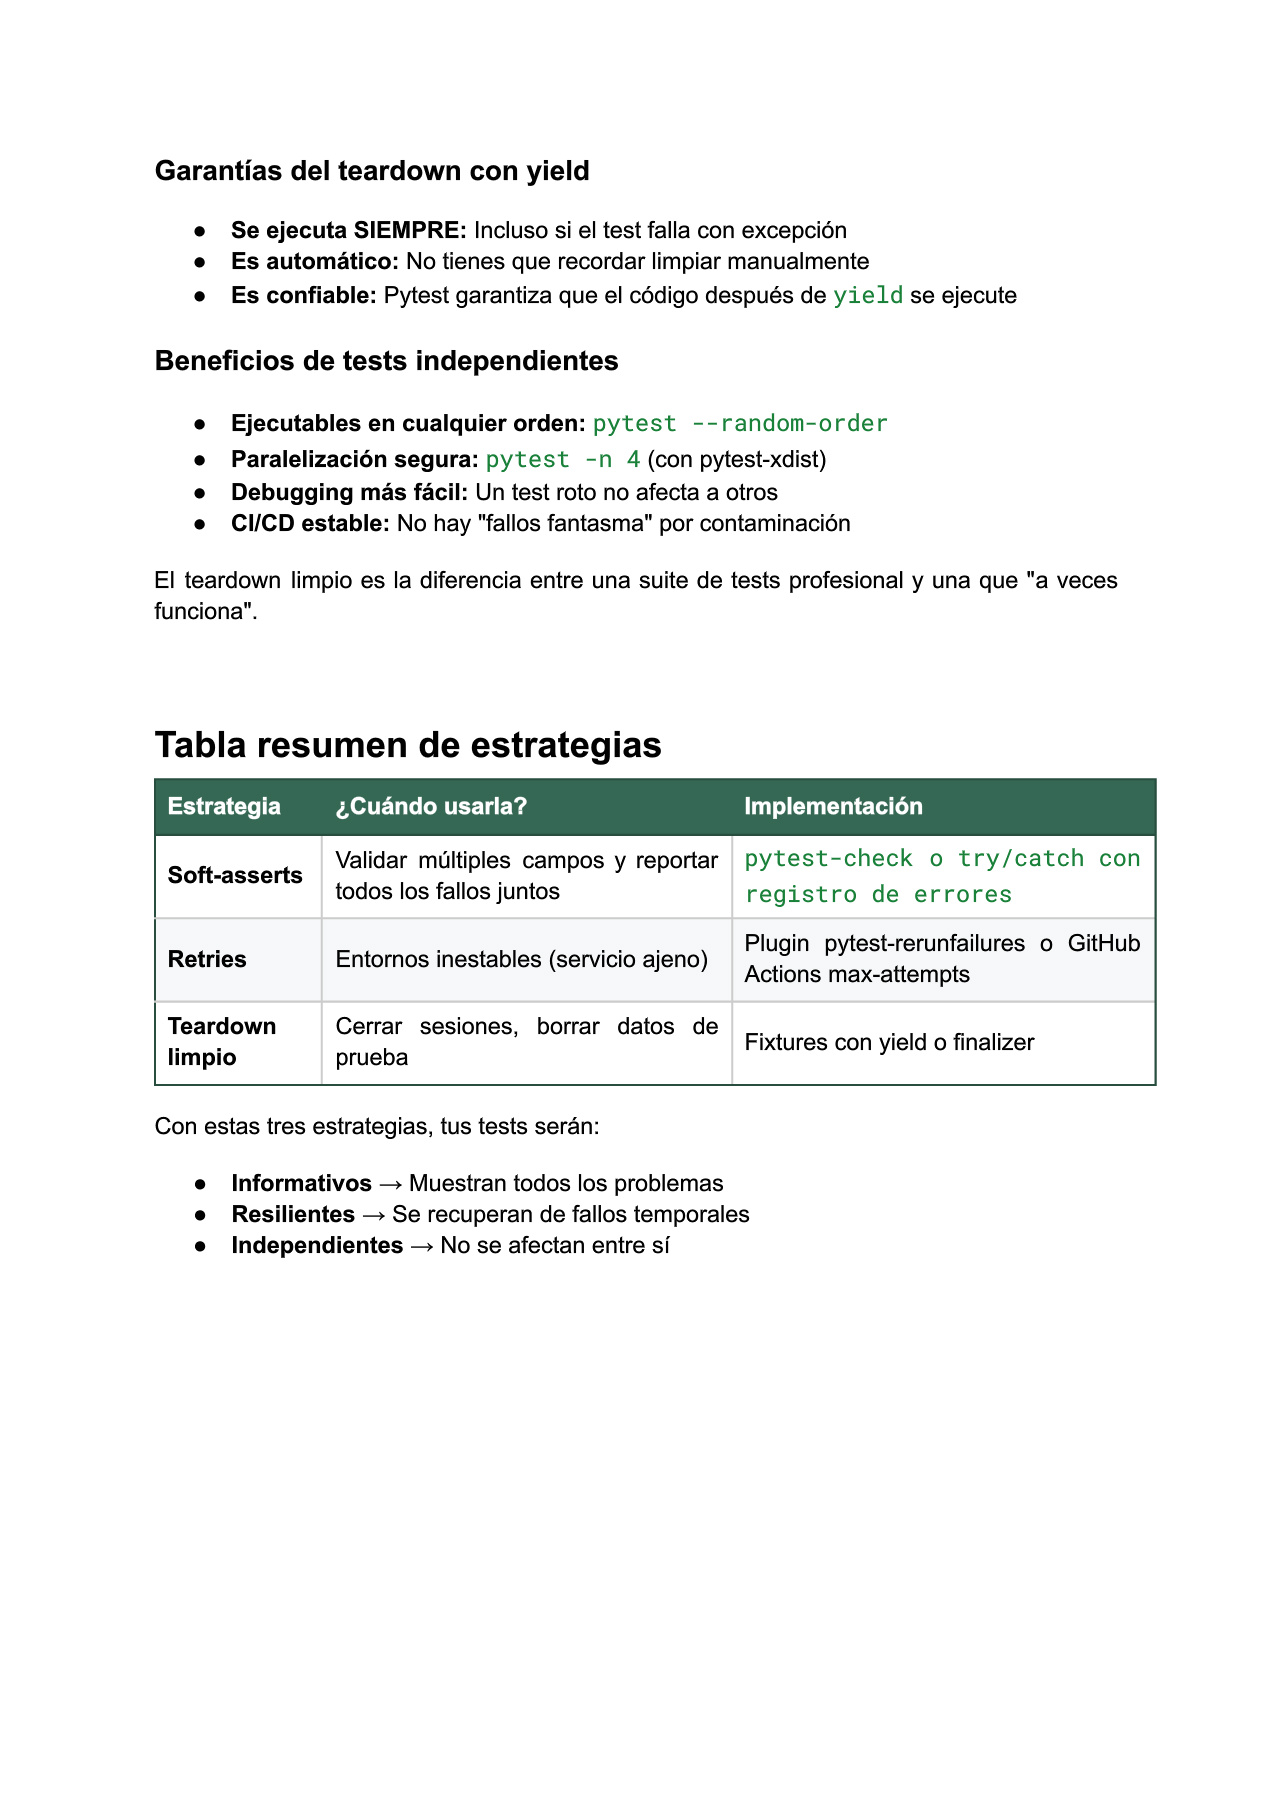 Garantías del teardown con yield
● Se ejecuta SIEMPRE: Incluso si el test falla con excepción
● Es automático: No tienes que recordar limpiar manualmente
● Es confiable: Pytest garantiza que el código después de yield se ejecute
Beneficios de tests independientes
● Ejecutables en cualquier orden: pytest --random-order
● Paralelización segura: pytest -n 4 (con pytest-xdist)
● Debugging más fácil: Un test roto no afecta a otros
● CI/CD estable: No hay "fallos fantasma" por contaminación
El teardown limpio es la diferencia entre una suite de tests profesional y una que "a veces
funciona".
Tabla resumen de estrategias
Estrategia ¿Cuándo usarla? Implementación
Soft-asserts
Validar múltiples campos y reportar
todos los fallos juntos
pytest-check o try/catch con
registro de errores
Retries
Entornos inestables (servicio ajeno)
Plugin pytest-rerunfailures o GitHub
Actions max-attempts
Teardown
limpio
Cerrar sesiones, borrar datos de
prueba
Fixtures con yield o finalizer
Con estas tres estrategias, tus tests serán:
● Informativos → Muestran todos los problemas
● Resilientes → Se recuperan de fallos temporales
● Independientes → No se afectan entre sí